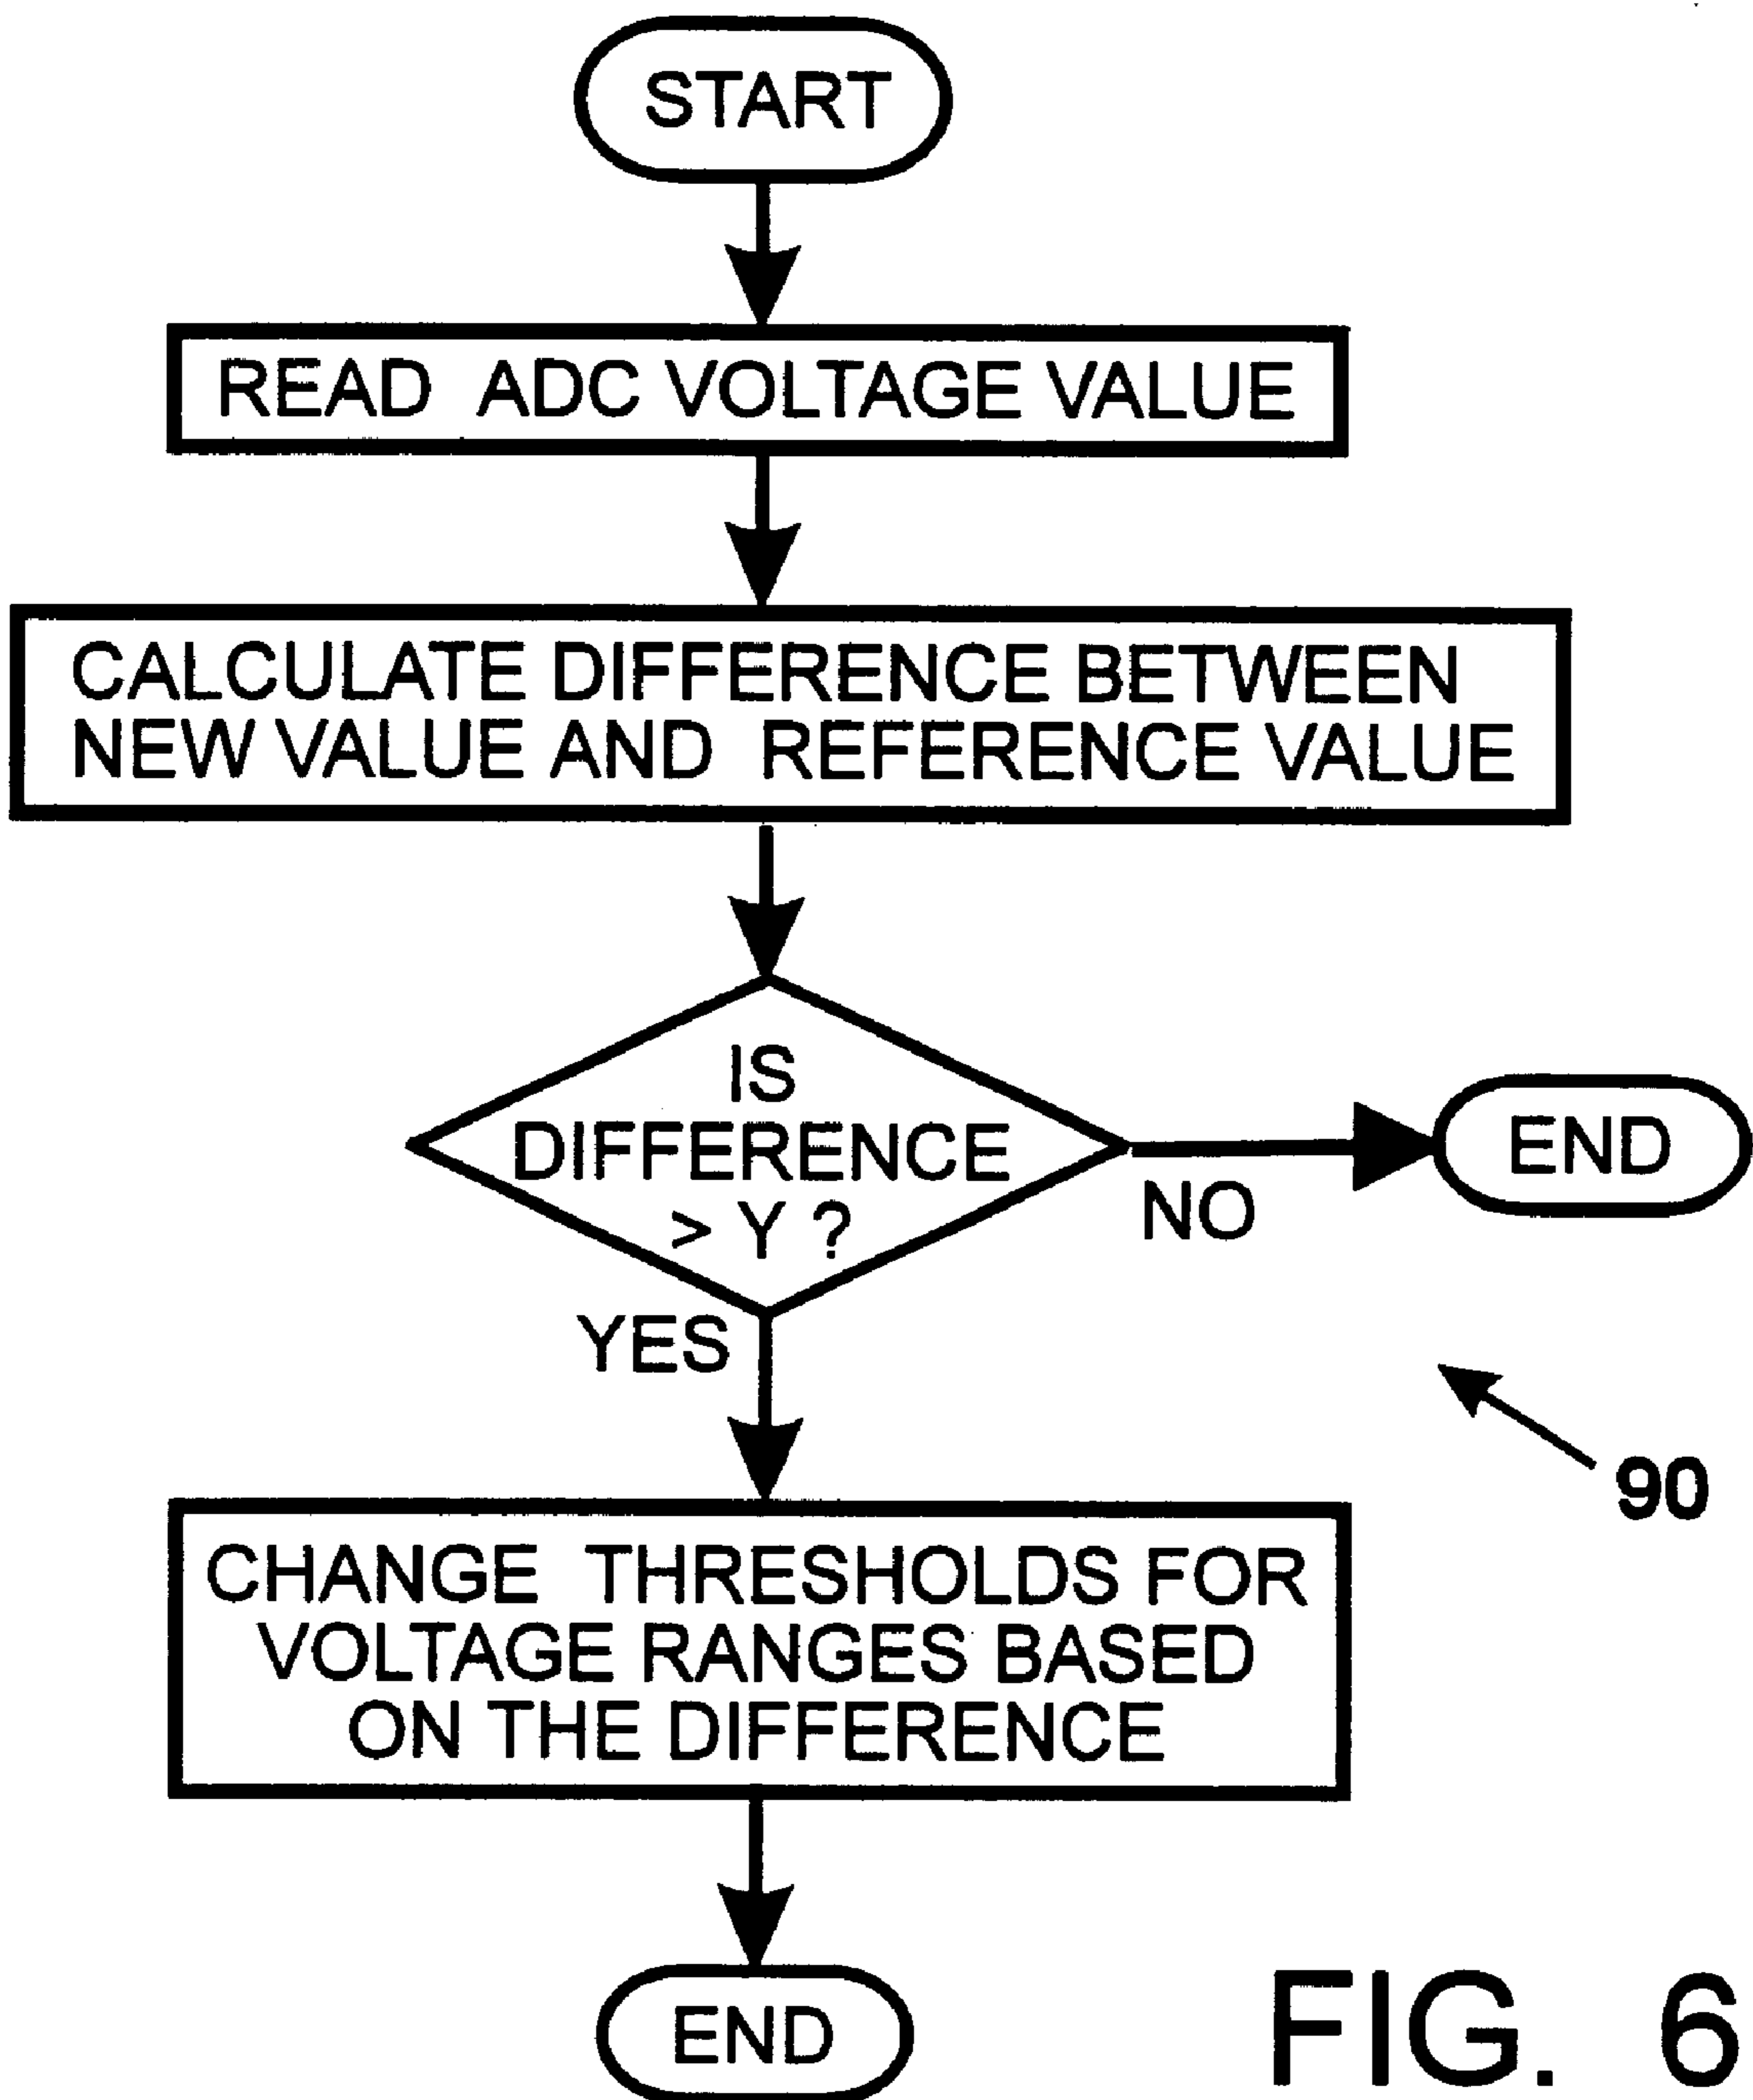 START
READ ADC VOLTAGE VALUE
CALCULATE DIFFERENCE BETWEEN
NEW VALUE AND REFERENCE VALUE
IS
DIFFERENCE
> Y ?
NO
END
YES
90
CHANGE THRESHOLDS FOR
VOLTAGE RANGES BASED
ON THE DIFFERENCE
END
FIG. 6